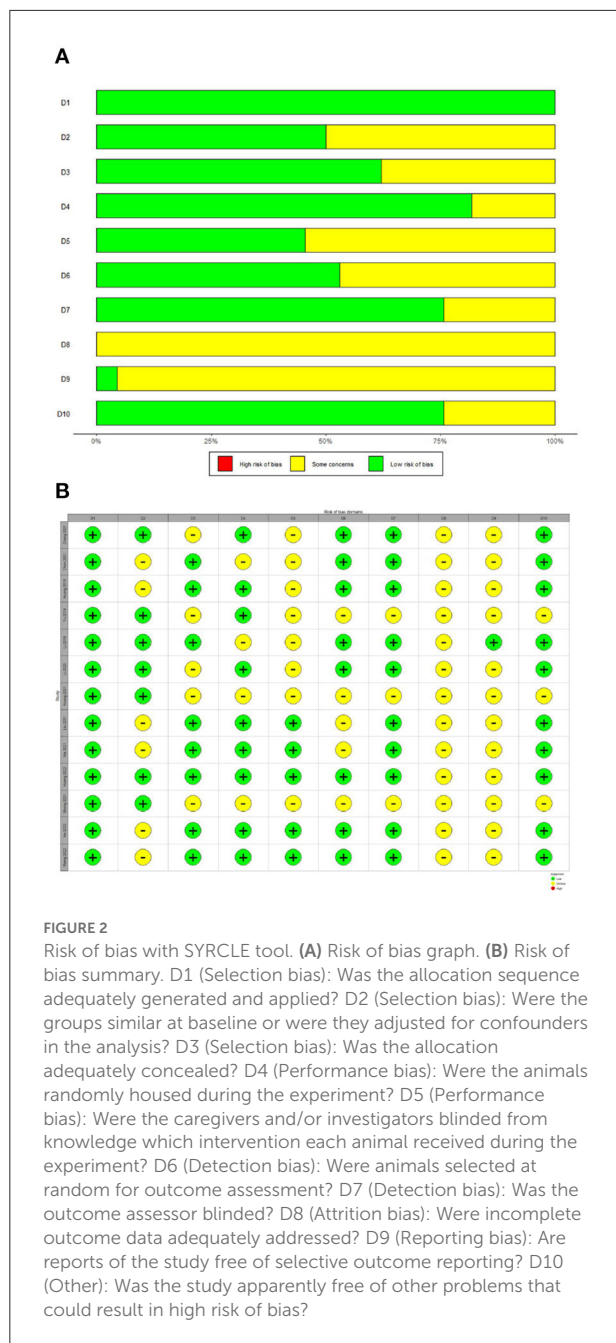 A
D1
D2
D3
D4
D5
D6
D7
D8
D9
D10
0% 25% 50% 75% 100%
High risk of bias Some concerns Low risk of bias
B
Risk of bias domains
D1 D2 D3 D4 D5 D6 D7 D8 D9 D10
Study
FIGURE 2
Risk of bias with SYRCLE tool. (A) Risk of bias graph. (B) Risk of
bias summary. D1 (Selection bias): Was the allocation sequence
adequately generated and applied? D2 (Selection bias): Were the
groups similar at baseline or were they adjusted for confounders
in the analysis? D3 (Selection bias): Was the allocation
adequately concealed? D4 (Performance bias): Were the animals
randomly housed during the experiment? D5 (Performance
bias): Were the caregivers and/or investigators blinded from
knowledge which intervention each animal received during the
experiment? D6 (Detection bias): Were animals selected at
random for outcome assessment? D7 (Detection bias): Was the
outcome assessor blinded? D8 (Attrition bias): Were incomplete
outcome data adequately addressed? D9 (Reporting bias): Are
reports of the study free of selective outcome reporting? D10
(Other): Was the study apparently free of other problems that
could result in high risk of bias?